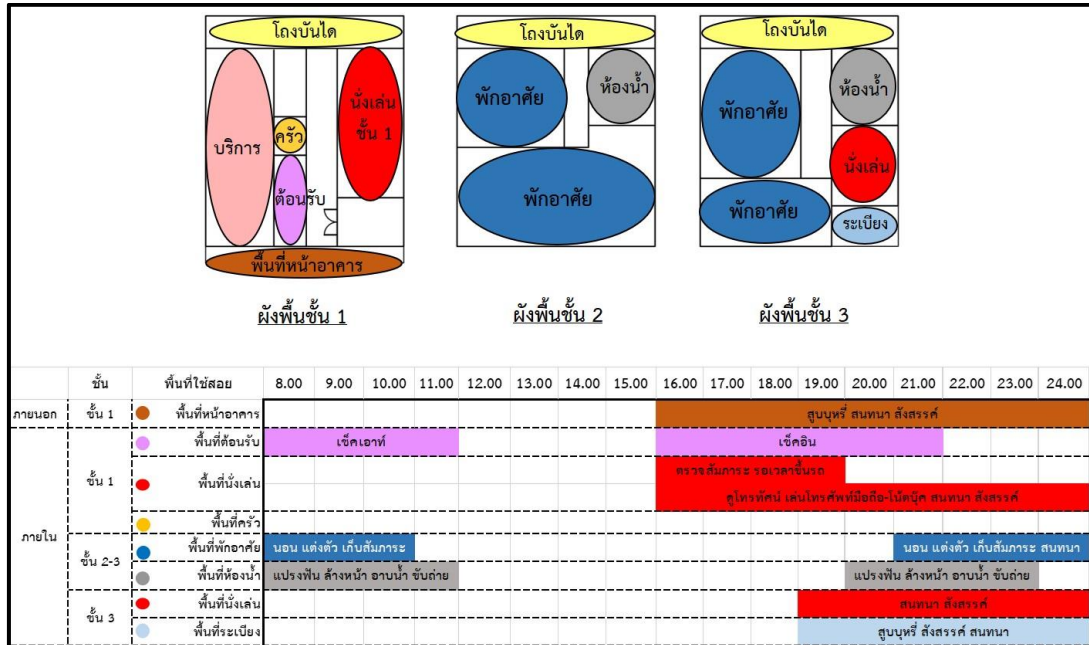 โถงบันได
บริการ
ครัว
ต้อนรับ
นั่งเล่น
ชั้น 1
พื้นที่หน้าอาคาร
ผังพื้นชั้น 1
โถงบันได
พักอาศัย
ห้องน้ำ
พักอาศัย
ผังพื้นชั้น 2
โถงบันได
พักอาศัย
ห้องน้ำ
นั่งเล่น
พักอาศัย
ระเบียง
ผังพื้นชั้น 3
ชั้น พื้นที่ใช้สอย 8.00 9.00 10.00 11.00 12.00 13.00 14.00 15.00 16.00 17.00 18.00 19.00 20.00 21.00 22.00 23.00 24.00
ภายนอก ชั้น 1 พื้นที่หน้าอาคาร สูบบุหรี่ สนทนา สังสรรค์
ภายใน
ชั้น 1
พื้นที่ต้อนรับ เช็คเอาท์ เช็คอิน
พื้นที่นั่งเล่น ตรวจสัมภาระ รอเวลาขึ้นรถ
ดูโทรทัศน์ เล่นโทรศัพท์มือถือ-โน้ตบุ๊ค สนทนา สังสรรค์
พื้นที่ครัว
ชั้น 2-3
พื้นที่พักอาศัย นอน แต่งตัว เก็บสัมภาระ นอน แต่งตัว เก็บสัมภาระ สนทนา
พื้นที่ห้องน้ำ แปรงฟัน ล้างหน้า อาบน้ำ ขับถ่าย แปรงฟัน ล้างหน้า อาบน้ำ ขับถ่าย
ชั้น 3
พื้นที่นั่งเล่น สนทนา สังสรรค์
พื้นที่ระเบียง สูบบุหรี่ สังสรรค์ สนทนา